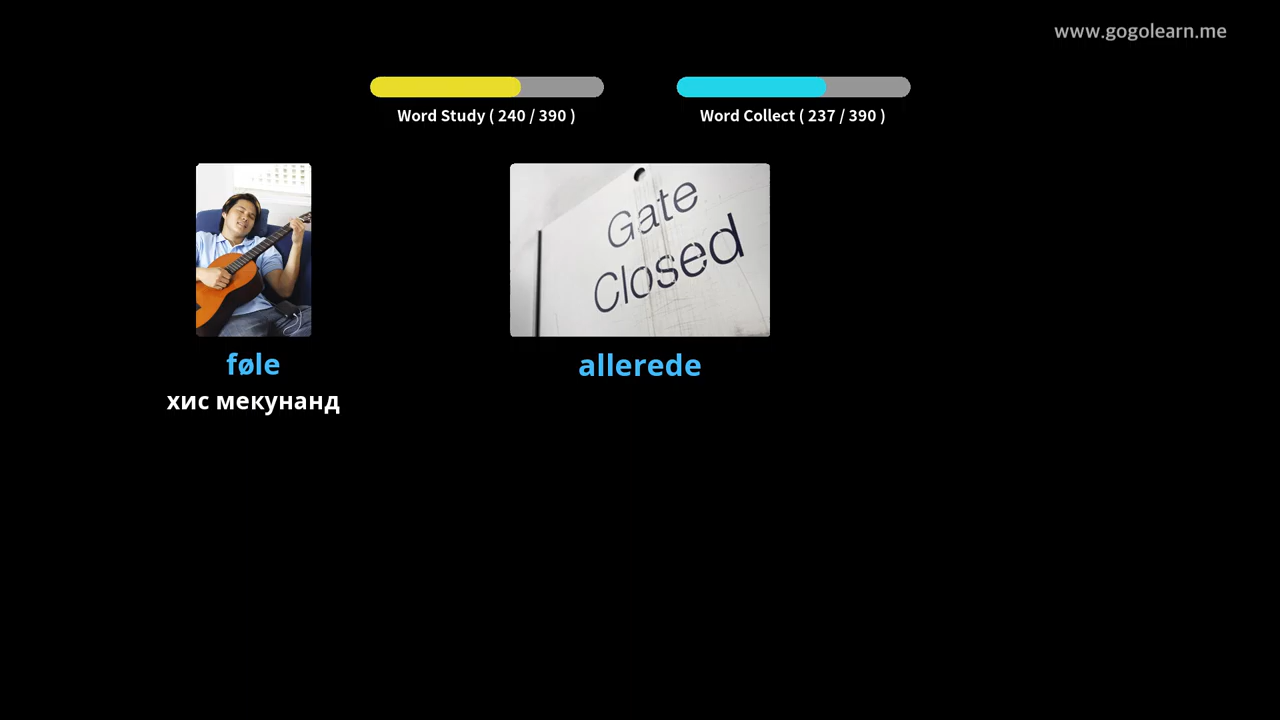 www.gogolearn.me
Word Study ( 240 / 390 )
Word Collect ( 237 / 390 )
Gate
Closed
føle
allerede
хис мекунанд